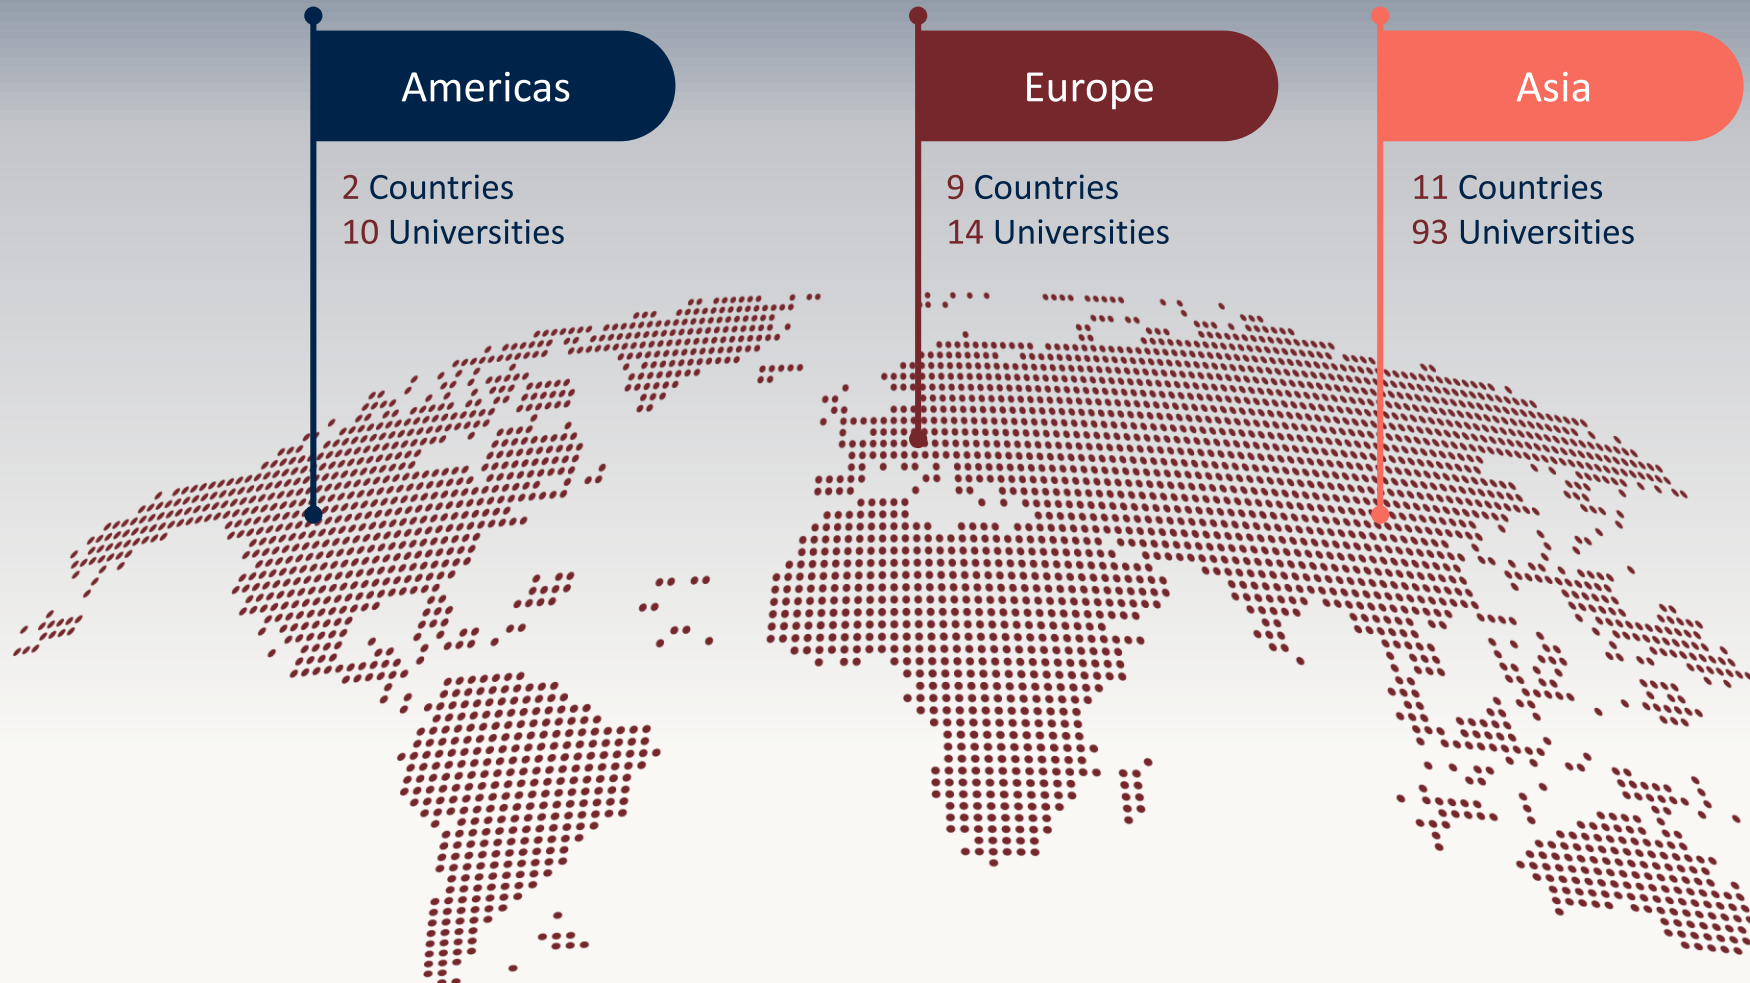 Americas
2 Countries
10 Universities
Europe
9 Countries
14 Universities
Asia
11 Countries
93 Universities